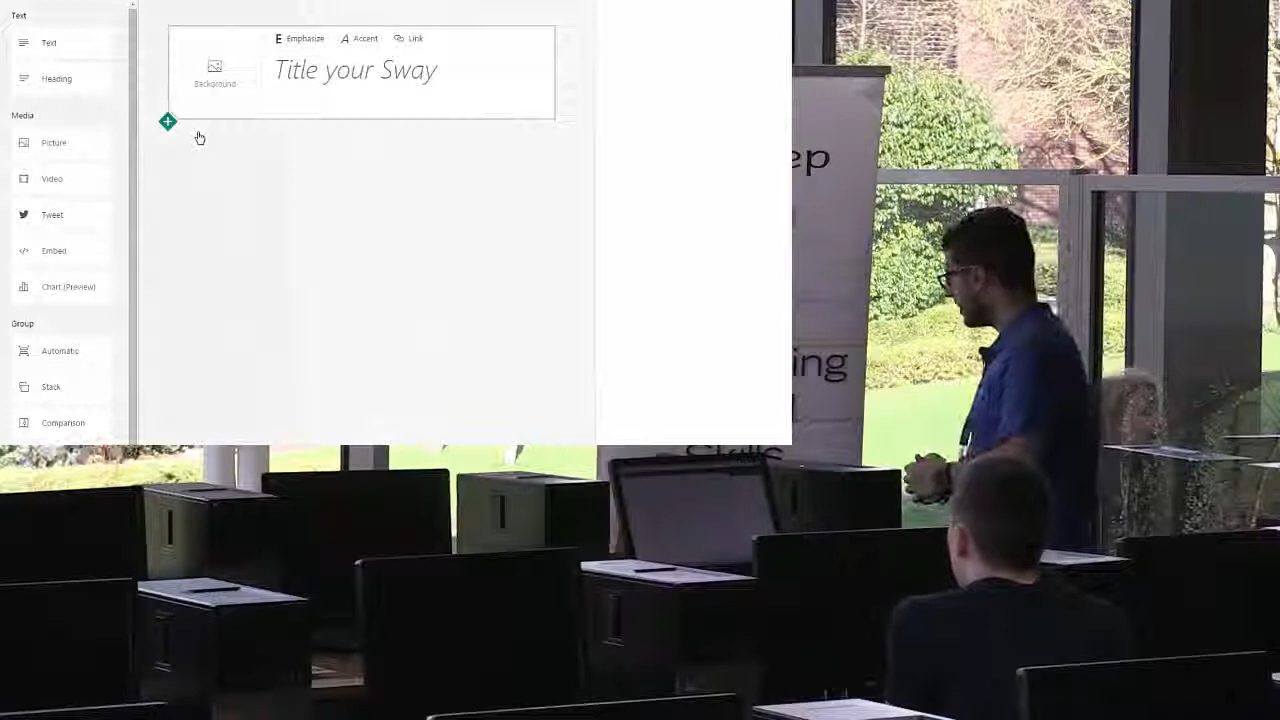 Text
Text
Heading
Media
Picture
Video
Tweet
Embed
Chart (Preview)
Group
Automatic
Stack
Comparison
Emphasize Accent Link
Background
Title your Sway
ep
ing
Skills